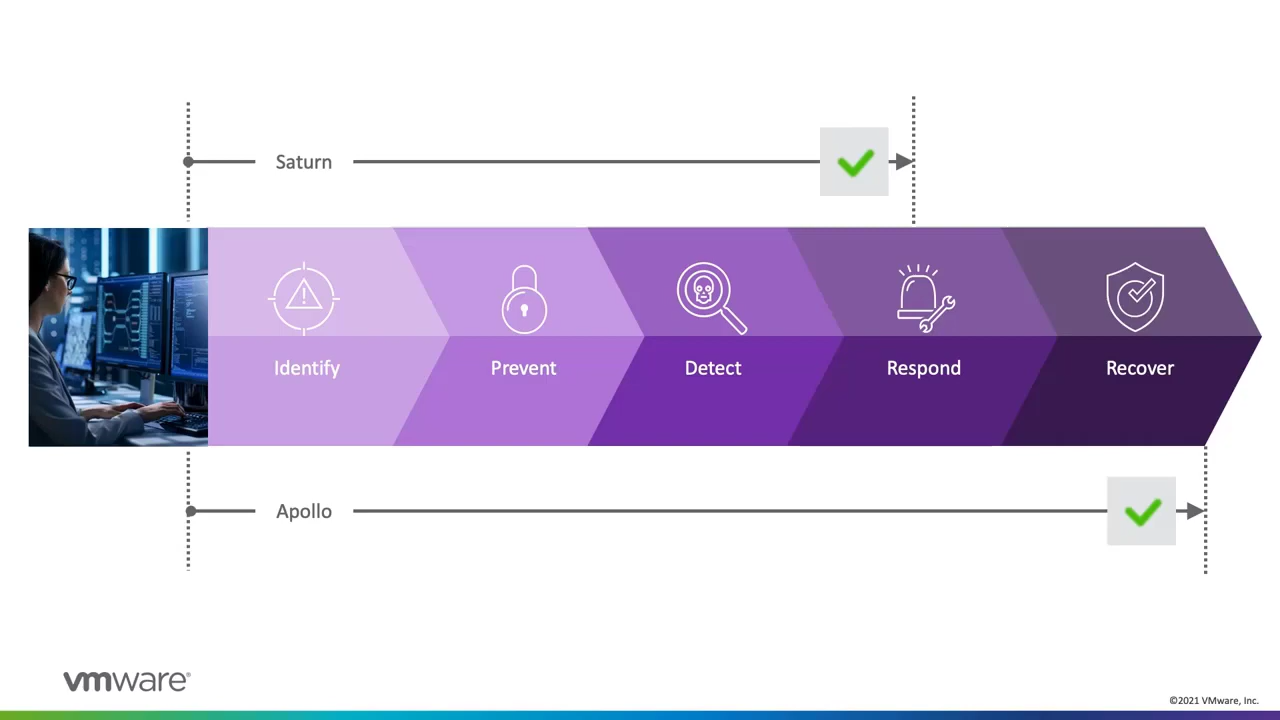 Saturn
Identify
Prevent
Detect
Respond
Recover
Apollo
vmware®
©2021 VMware, Inc.